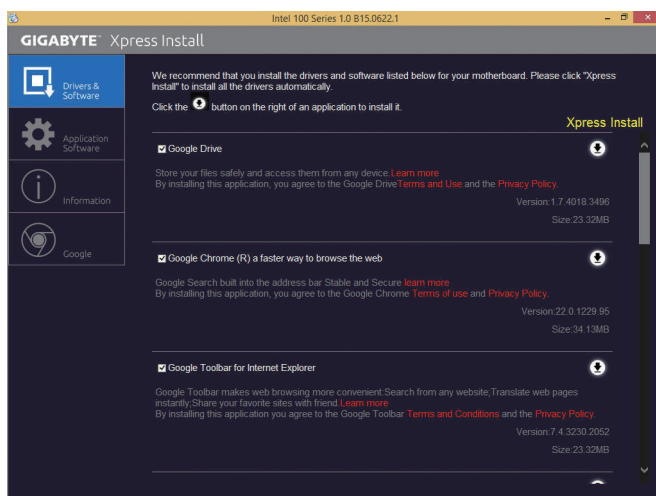 Intel 100 Series 1.0 B15.0622.1
GIGABYTE™ Xpress Install
Drivers &
Software
Application
Software
Information
Google
We recommend that you install the drivers and software listed below for your motherboard. Please click "Xpress
Install" to install all the drivers automatically.
Click the button on the right of an application to install it.
Xpress Install
Google Drive
Store your files safely and access them from any device.Learn more
By installing this application, you agree to the Google DriveTerms and Use and the Privacy Policy.
Version:1.7.4018.3496
Size:23.32MB
Google Chrome (R) a faster way to browse the web
Google Search built into the address bar Stable and Secure learn more
By installing this application, you agree to the Google Chrome Terms of use and Privacy Policy.
Version:22.0.1229.95
Size:34.13MB
Google Toolbar for Internet Explorer
Google Toolbar makes web browsing more convenient:Search from any website;Translate web pages
instantly;Share your favorite sites with friend.Learn more
By installing this application you agree to the Google Toolbar Terms and Conditions and the Privacy Policy.
Version:7.4.3230.2052
Size:23.32MB